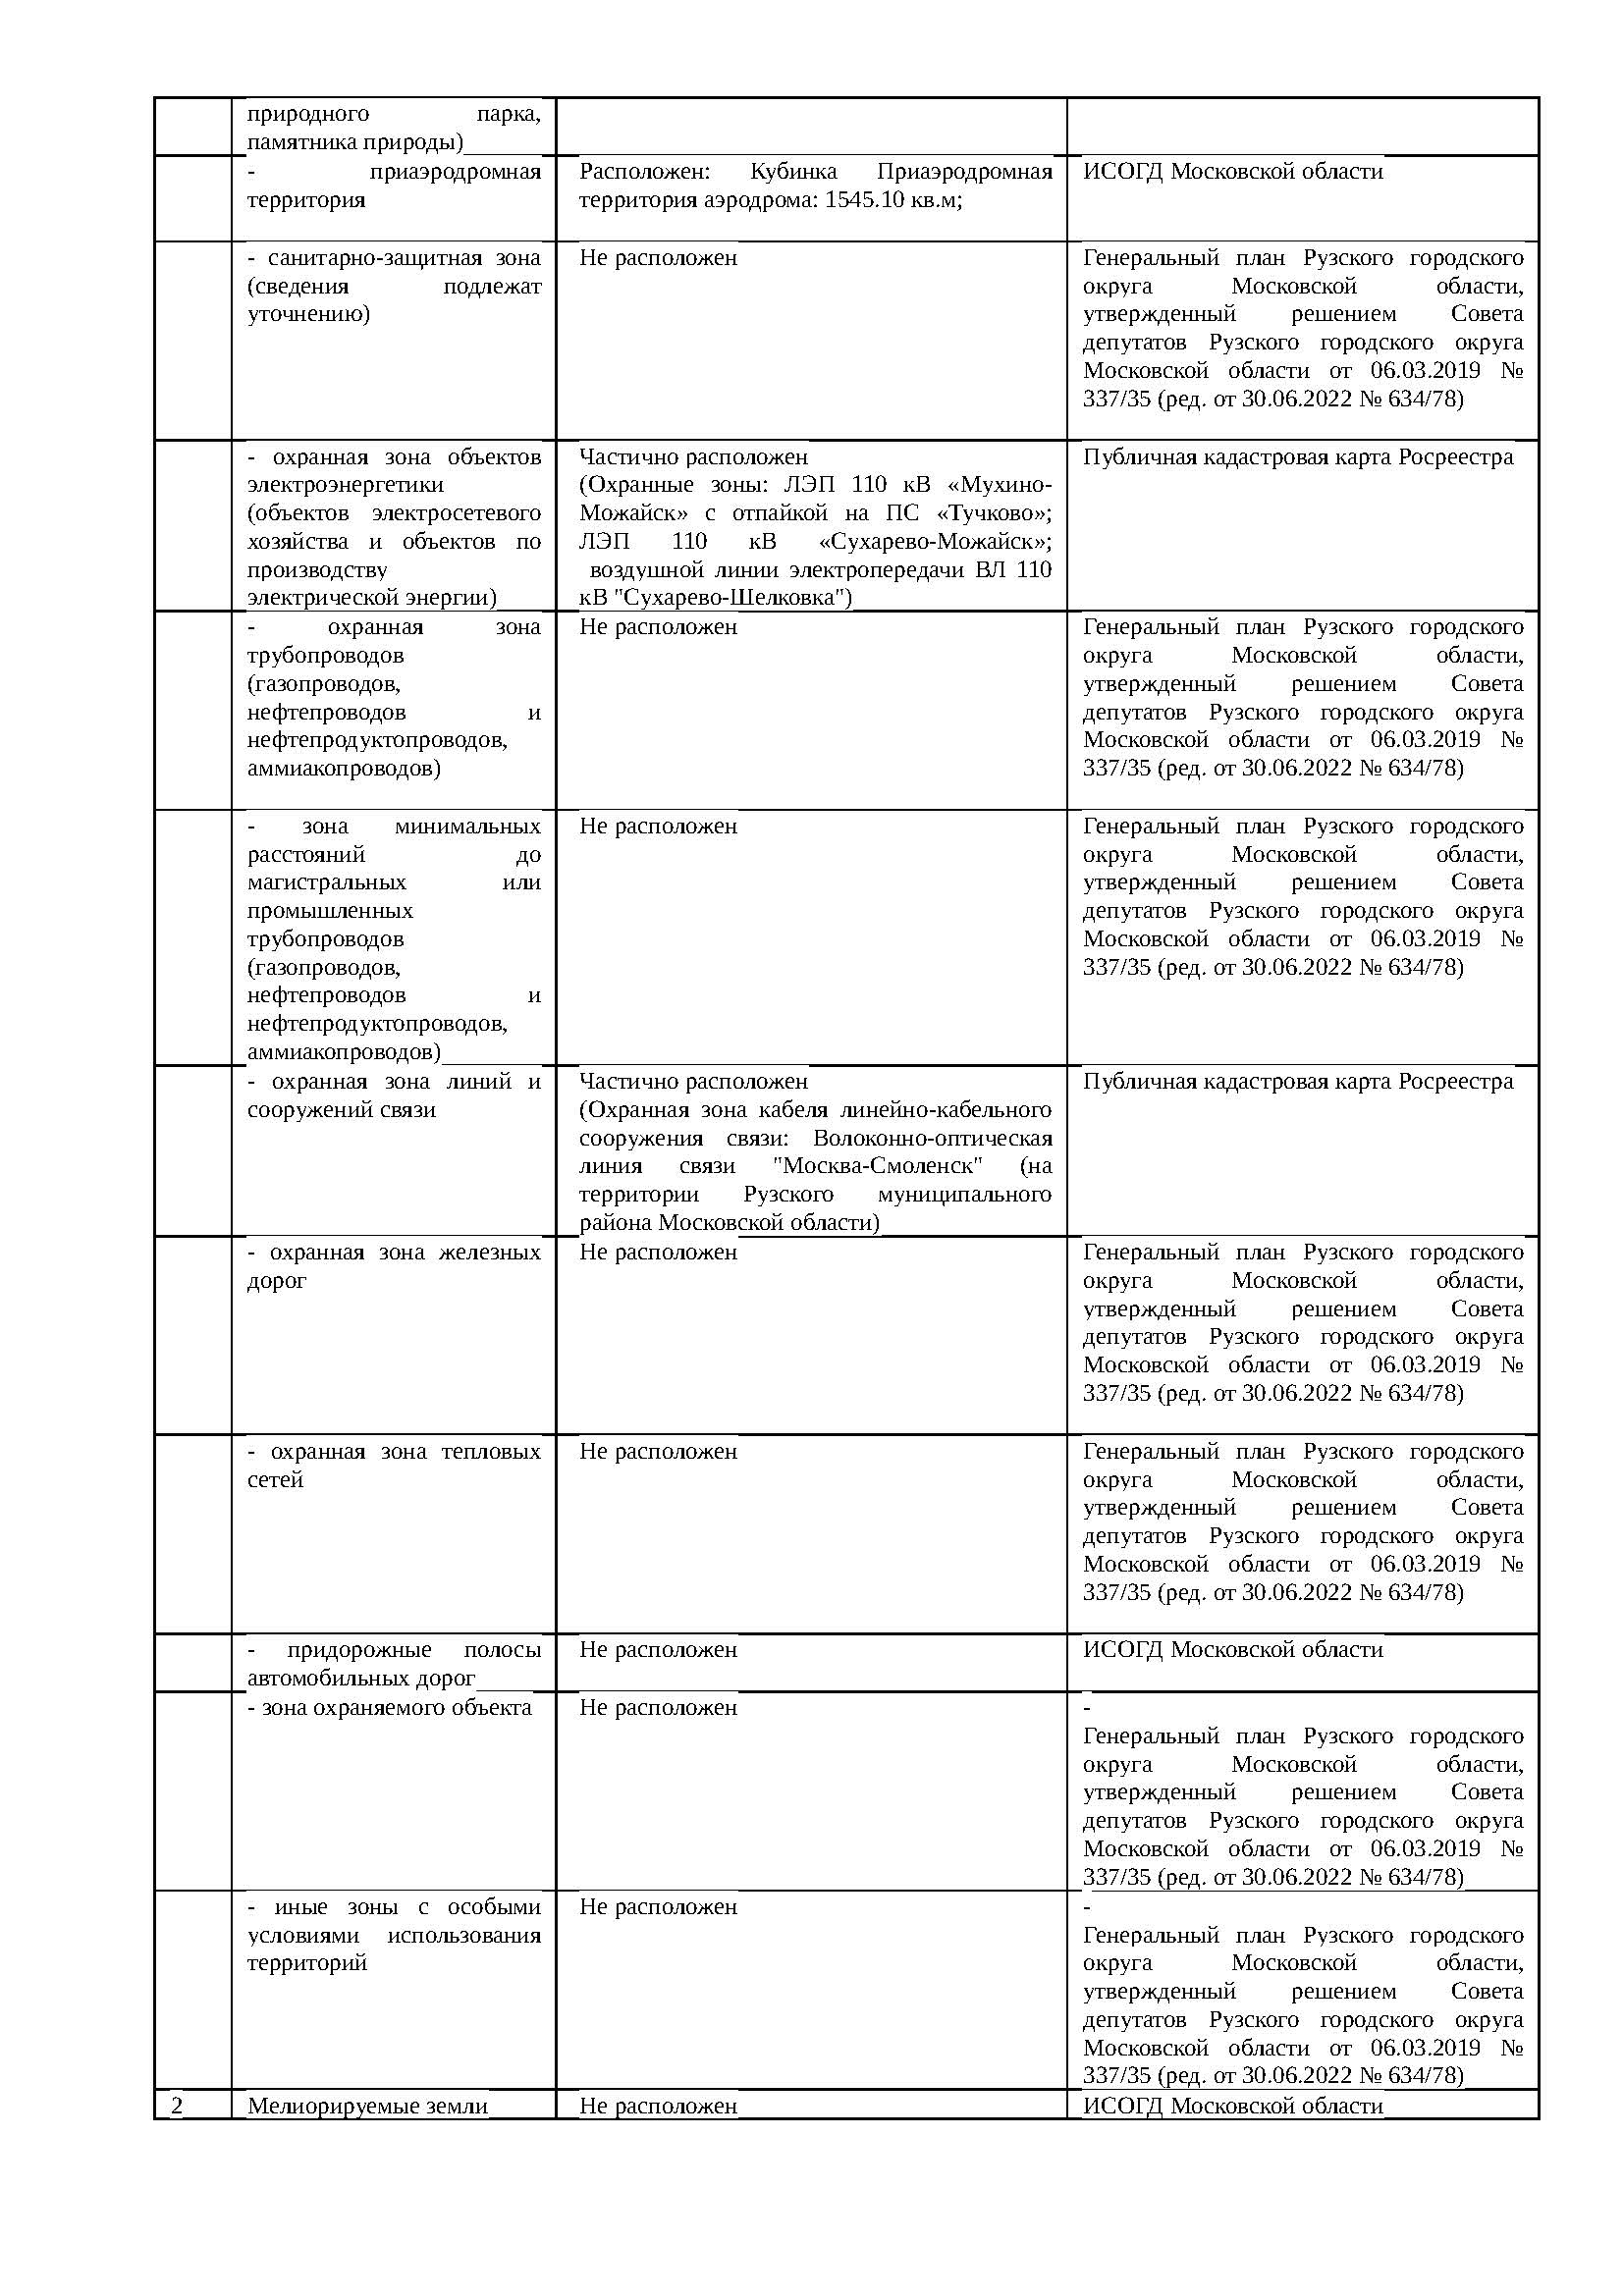 природного парка,
памятника природы)
- приаэродромная
территория
Расположен: Кубинка Приаэродромная
территория аэродрома: 1545.10 кв.м;
ИСОГД Московской области
- санитарно-защитная зона
(сведения подлежат
уточнению)
Не расположен
Генеральный план Рузского городского
округа Московской области,
утвержденный решением Совета
депутатов Рузского городского округа
Московской области от 06.03.2019 №
337/35 (ред. от 30.06.2022 № 634/78)
- охранная зона объектов
электроэнергетики
(объектов электросетевого
хозяйства и объектов по
производству
электрической энергии)
Частично расположен
(Охранные зоны: ЛЭП 110 кВ «Мухино-
Можайск» с отпайкой на ПС «Тучково»;
ЛЭП 110 кВ «Сухарево-Можайск»;
воздушной линии электропередачи ВЛ 110
кВ "Сухарево-Шелковка")
Публичная кадастровая карта Росреестра
- охранная зона
трубопроводов
(газопроводов,
нефтепроводов и
нефтепродуктопроводов,
аммиакопроводов)
Не расположен
Генеральный план Рузского городского
округа Московской области,
утвержденный решением Совета
депутатов Рузского городского округа
Московской области от 06.03.2019 №
337/35 (ред. от 30.06.2022 № 634/78)
- зона минимальных
расстояний до
магистральных или
промышленных
трубопроводов
(газопроводов,
нефтепроводов и
нефтепродуктопроводов,
аммиакопроводов)
Не расположен
Генеральный план Рузского городского
округа Московской области,
утвержденный решением Совета
депутатов Рузского городского округа
Московской области от 06.03.2019 №
337/35 (ред. от 30.06.2022 № 634/78)
- охранная зона линий и
сооружений связи
Частично расположен
(Охранная зона кабеля линейно-кабельного
сооружения связи: Волоконно-оптическая
линия связи "Москва-Смоленск" (на
территории Рузского муниципального
района Московской области)
Публичная кадастровая карта Росреестра
- охранная зона железных
дорог
Не расположен
Генеральный план Рузского городского
округа Московской области,
утвержденный решением Совета
депутатов Рузского городского округа
Московской области от 06.03.2019 №
337/35 (ред. от 30.06.2022 № 634/78)
- охранная зона тепловых
сетей
Не расположен
Генеральный план Рузского городского
округа Московской области,
утвержденный решением Совета
депутатов Рузского городского округа
Московской области от 06.03.2019 №
337/35 (ред. от 30.06.2022 № 634/78)
- придорожные полосы
автомобильных дорог
Не расположен
ИСОГД Московской области
- зона охраняемого объекта
Не расположен
-
Генеральный план Рузского городского
округа Московской области,
утвержденный решением Совета
депутатов Рузского городского округа
Московской области от 06.03.2019 №
337/35 (ред. от 30.06.2022 № 634/78)
- иные зоны с особыми
условиями использования
территорий
Не расположен
-
Генеральный план Рузского городского
округа Московской области,
утвержденный решением Совета
депутатов Рузского городского округа
Московской области от 06.03.2019 №
337/35 (ред. от 30.06.2022 № 634/78)
2
Мелиорируемые земли
Не расположен
ИСОГД Московской области